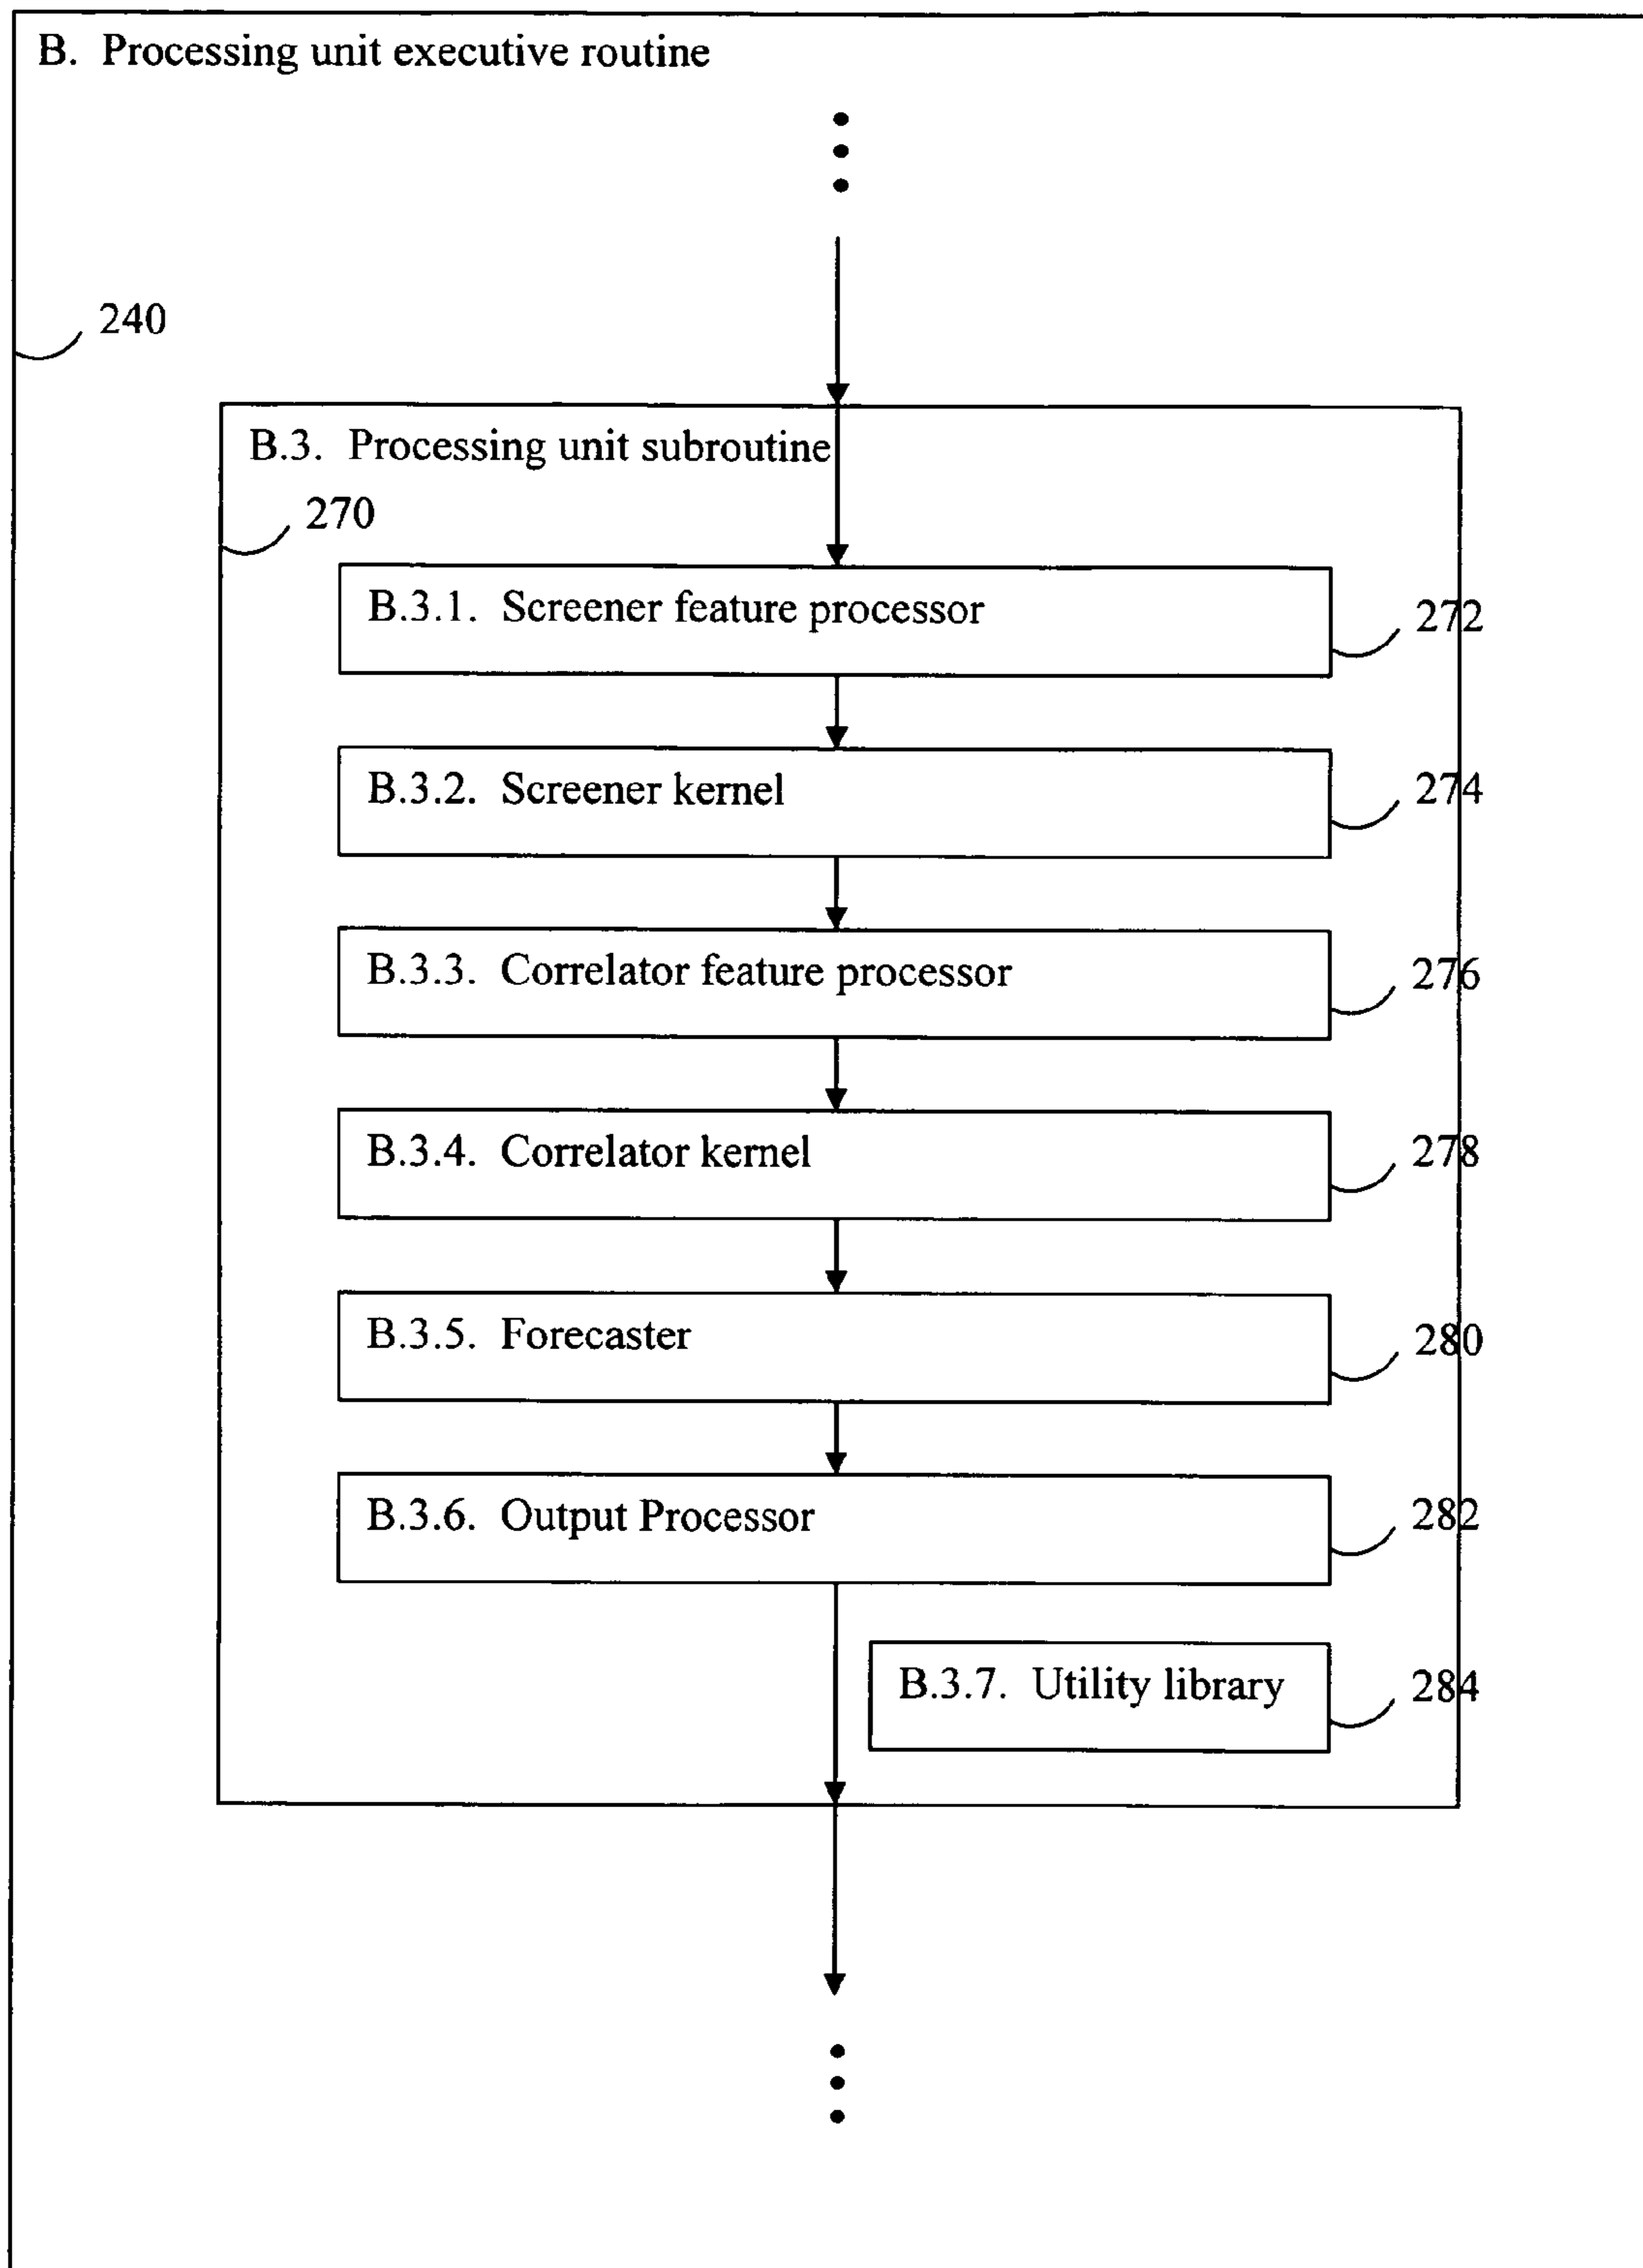 B. Processing unit executive routine
240
B.3. Processing unit subroutine
270
B.3.1. Screener feature processor
272
B.3.2. Screener kernel
274
B.3.3. Correlator feature processor
276
B.3.4. Correlator kernel
278
B.3.5. Forecaster
280
B.3.6. Output Processor
282
B.3.7. Utility library
284